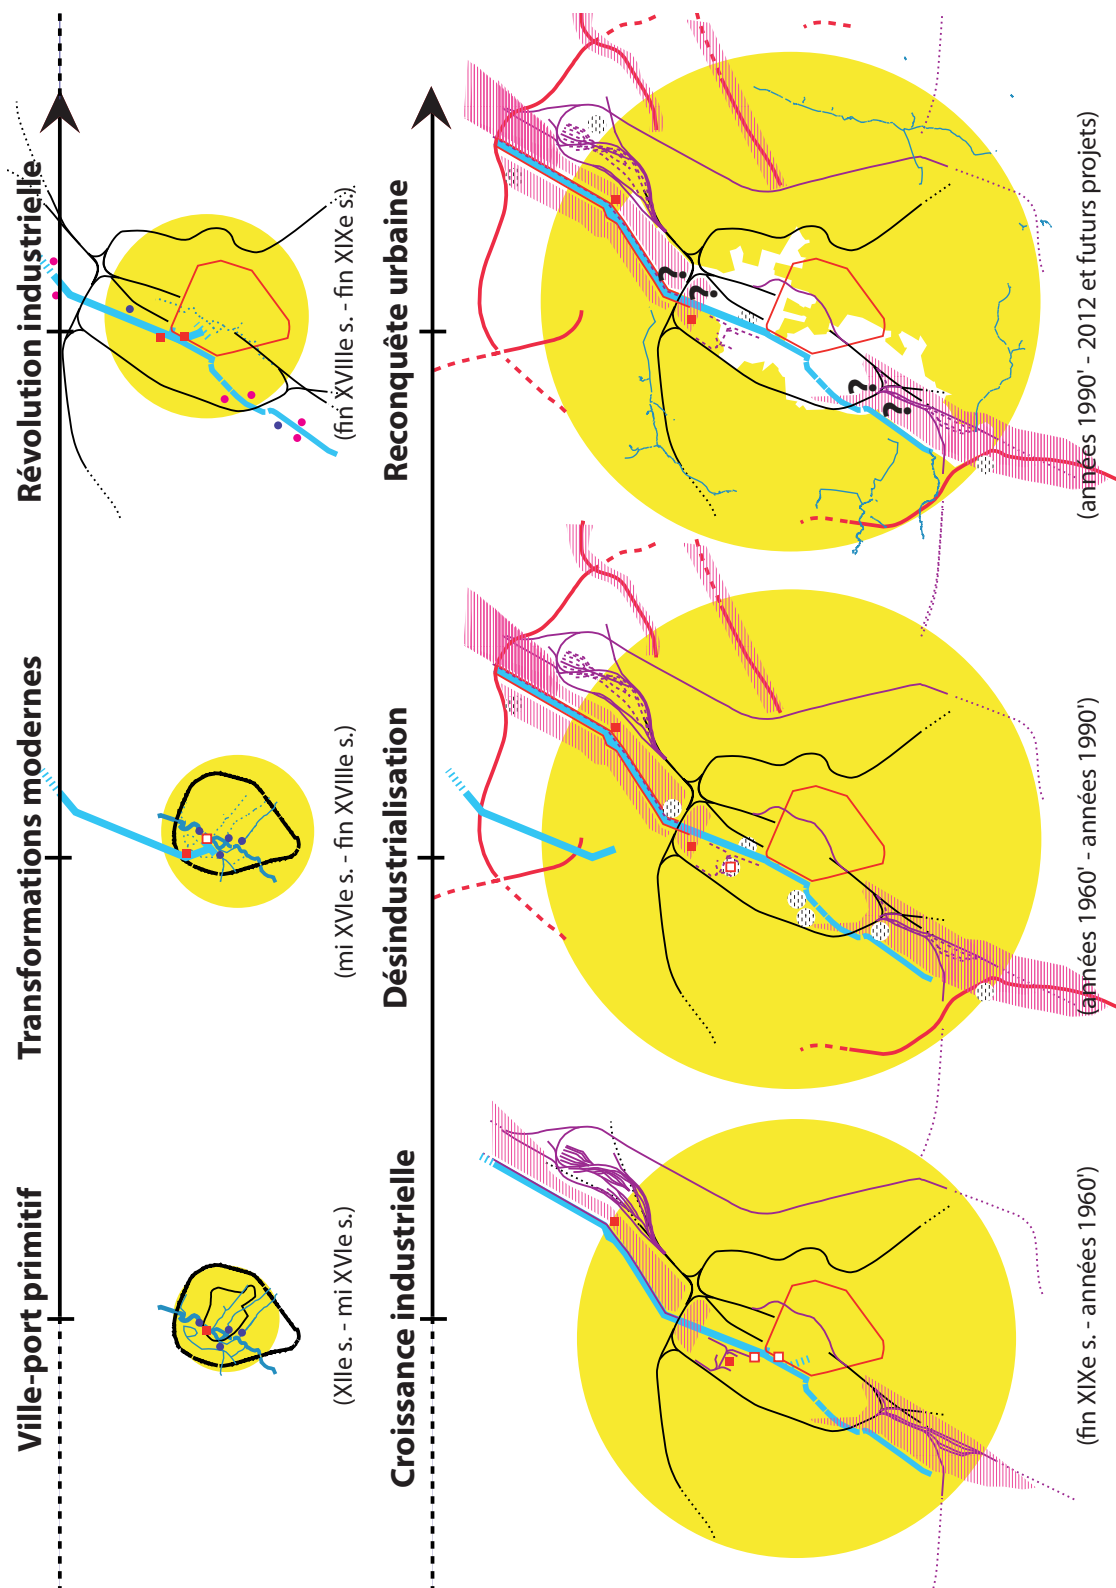 Ville-port primitif
(XIIe s. - mi XVIe s.)
Transformations modernes
(mi XVIe s. - fin XVIIIe s.)
Révolution industrielle
(fin XVIIIe s. - fin XIXe s.)
Croissance industrielle
(fin XIXe s. - années 1960')
Désindustrialisation
(années 1960' - années 1990')
Reconquête urbaine
? ?
? ?
(années 1990' - 2012 et futurs projets)